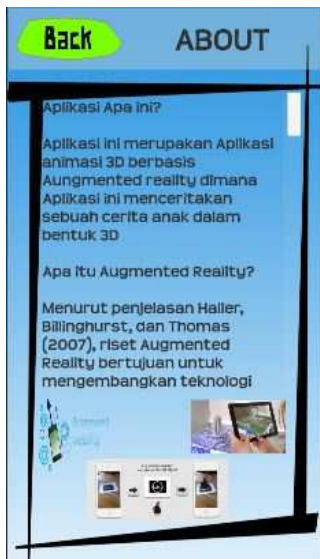 Back
ABOUT
Aplikasi Apa ini?
Aplikasi ini merupakan Aplikasi
animasi 3D berbasis
Aungmented reality dimana
Aplikasi ini menceritakan
sebuah cerita anak dalam
bentuk 3D
Apa itu Augmented Reality?
Menurut penjelasan Haller,
Billinghurst, dan Thomas
(2007), riset Augmented
Reality bertujuan untuk
mengembangkan teknologi